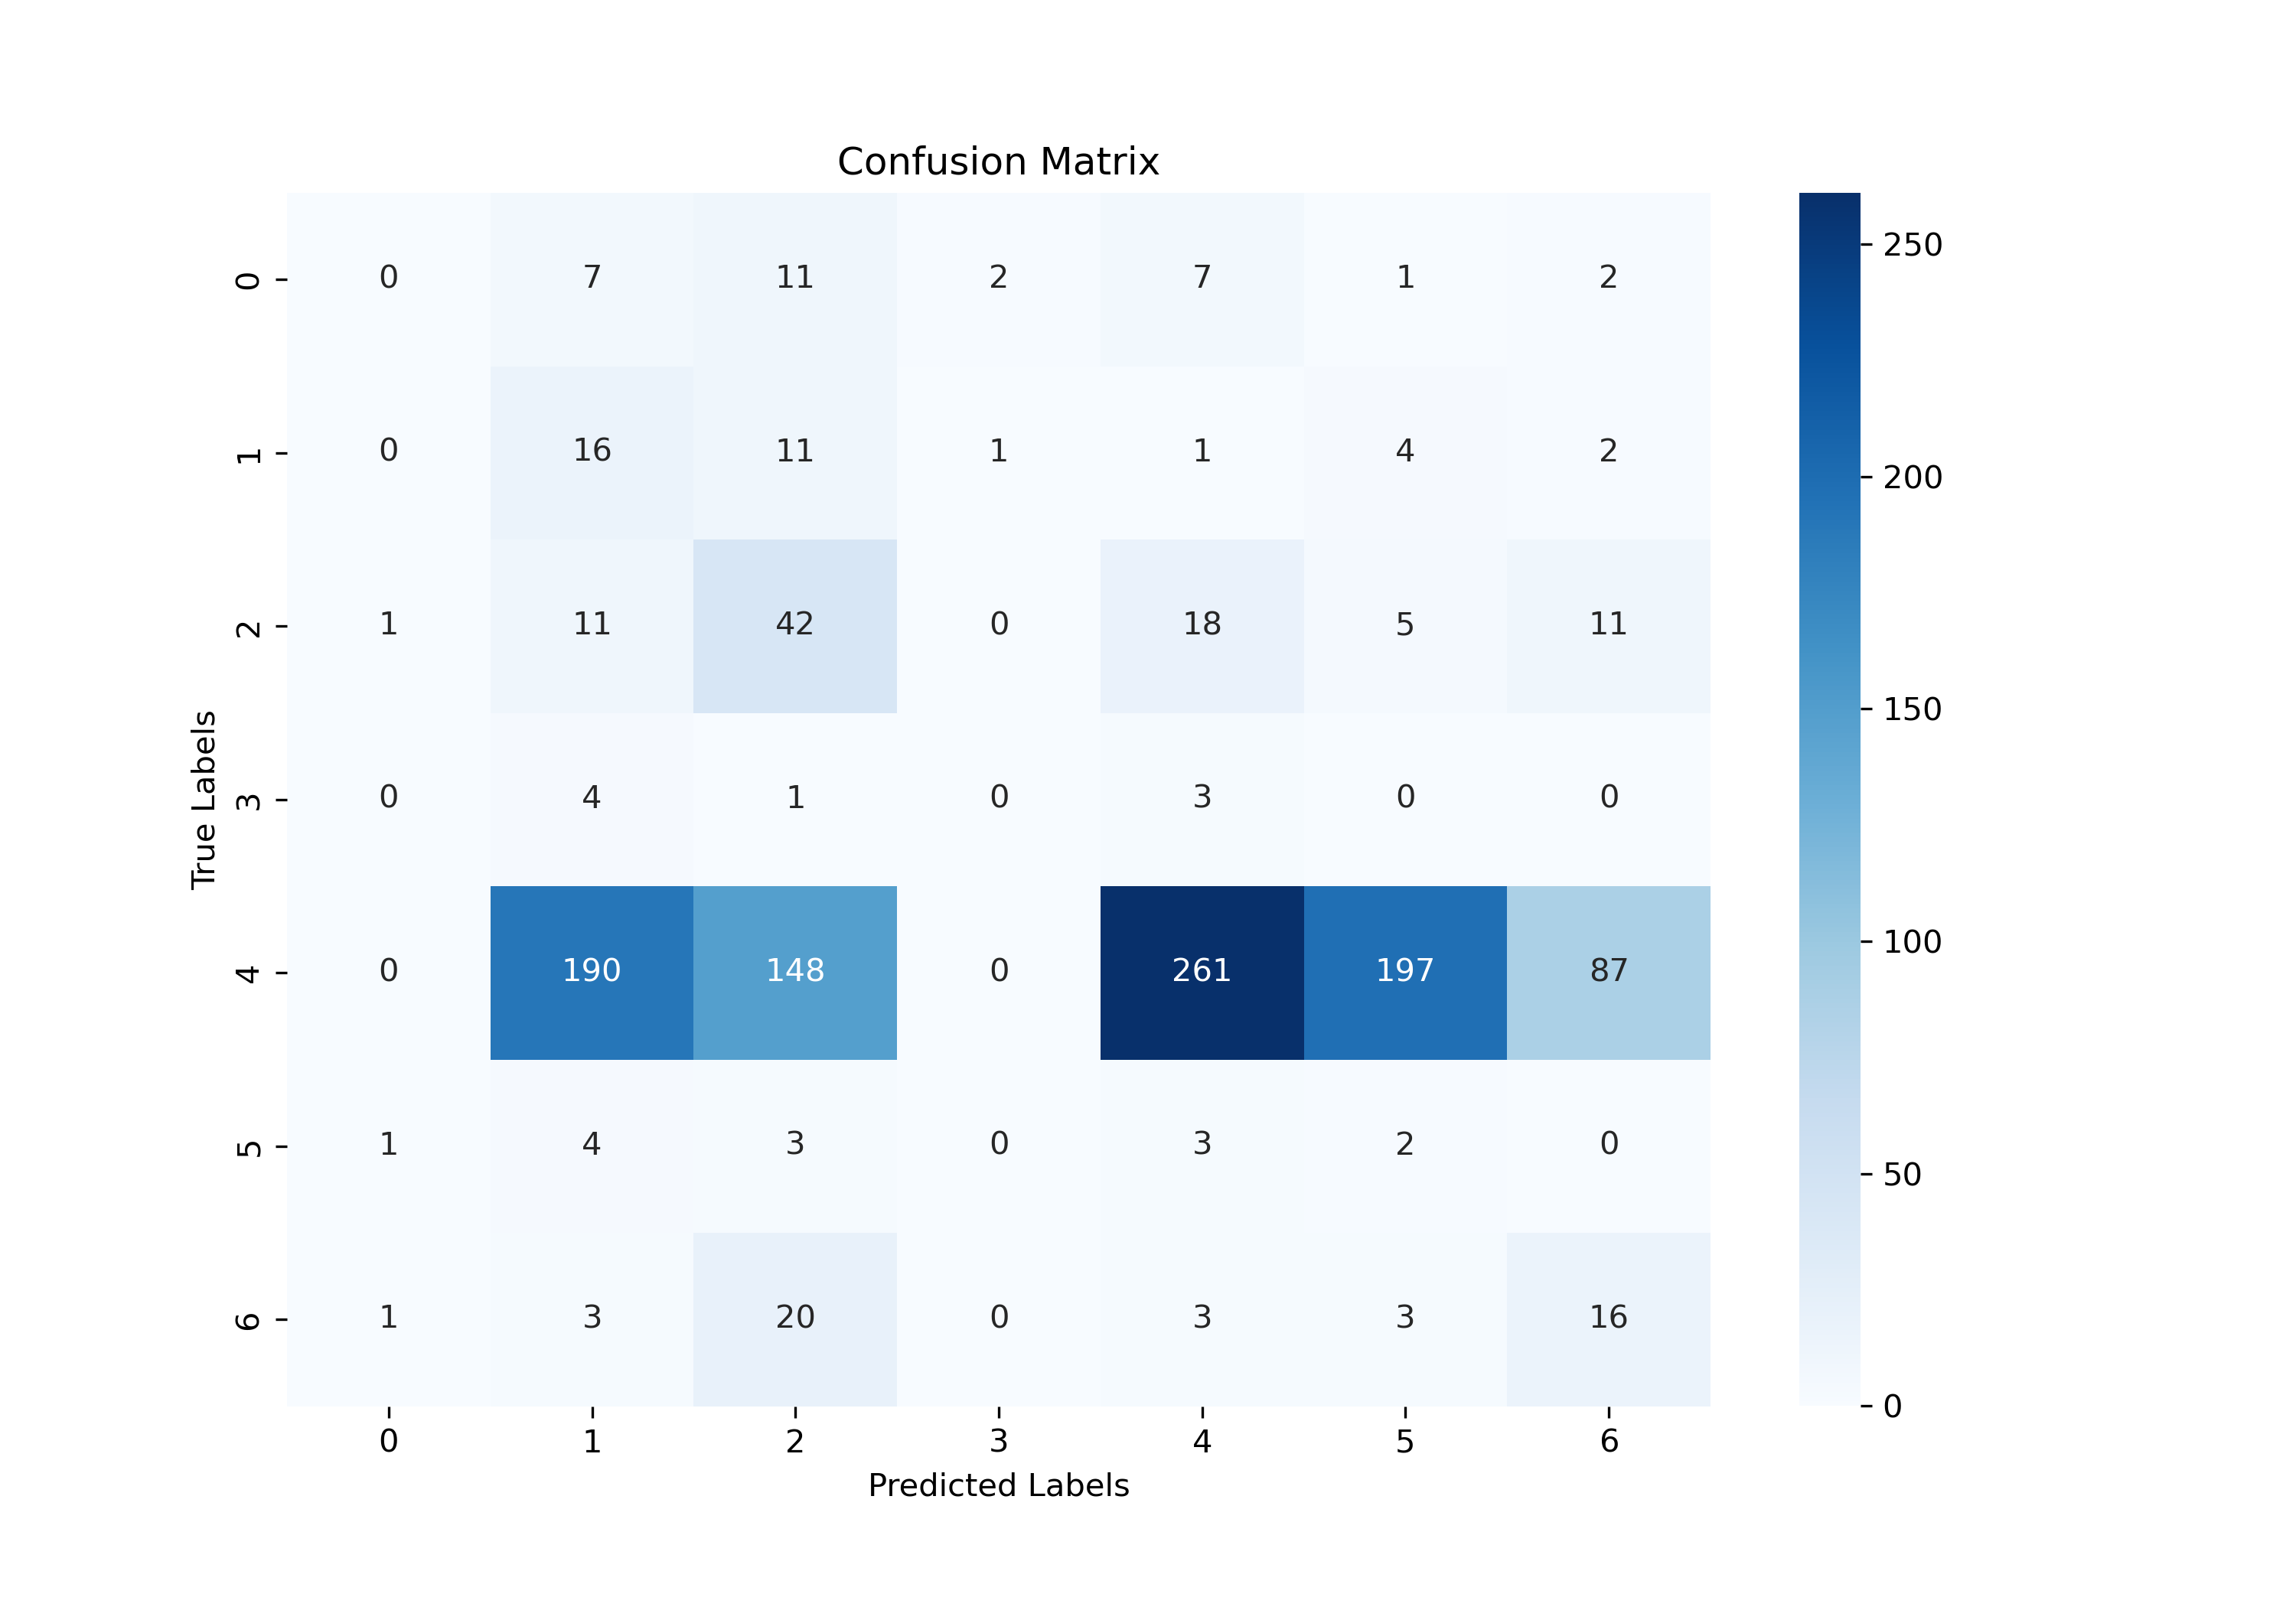 Confusion Matrix
True Labels
0 0 7 11 2 7 1 2
1 0 16 11 1 1 4 2
2 1 11 42 0 18 5 11
3 0 4 1 0 3 0 0
4 0 190 148 0 261 197 87
5 1 4 3 0 3 2 0
6 1 3 20 0 3 3 16
0 1 2 3 4 5 6
Predicted Labels
250
200
150
100
50
0